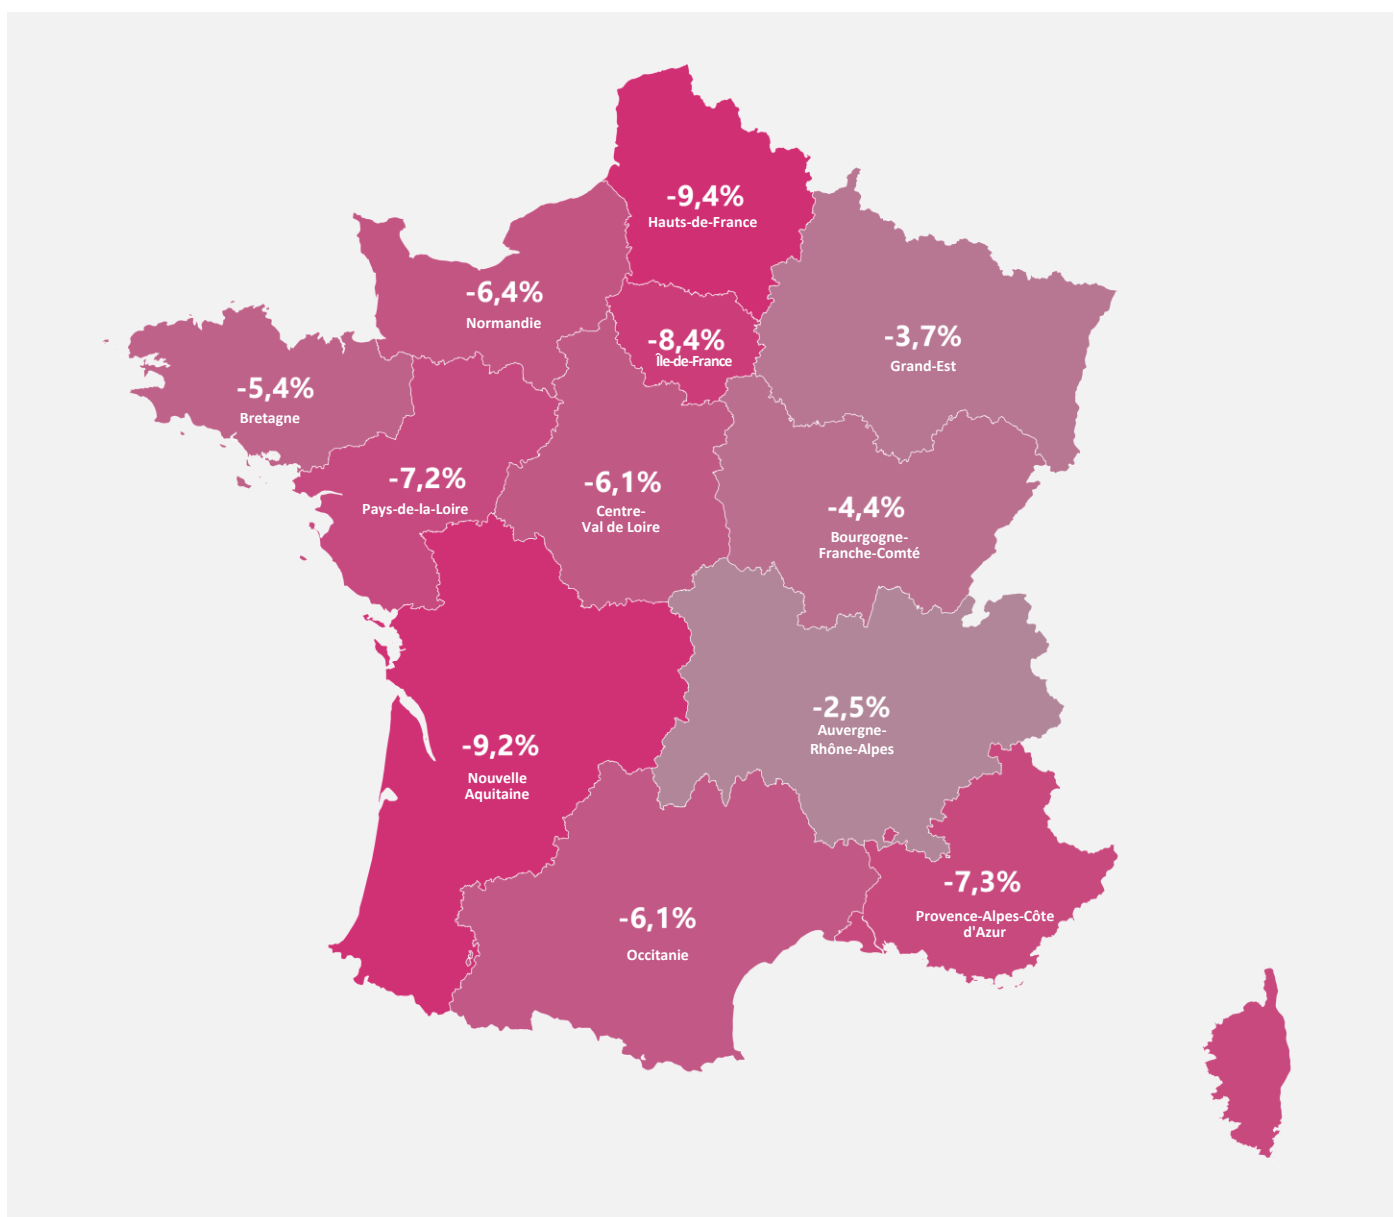 -9,4%
Hauts-de-France
-6,4%
Normandie
-8,4%
Île-de-France
-3,7%
Grand-Est
-5,4%
Bretagne
-7,2%
Pays-de-la-Loire
-6,1%
Centre-
Val de Loire
-4,4%
Bourgogne-
Franche-Comté
-2,5%
Auvergne-
Rhône-Alpes
-9,2%
Nouvelle
Aquitaine
-7,3%
Provence-Alpes-Côte
d'Azur
-6,1%
Occitanie